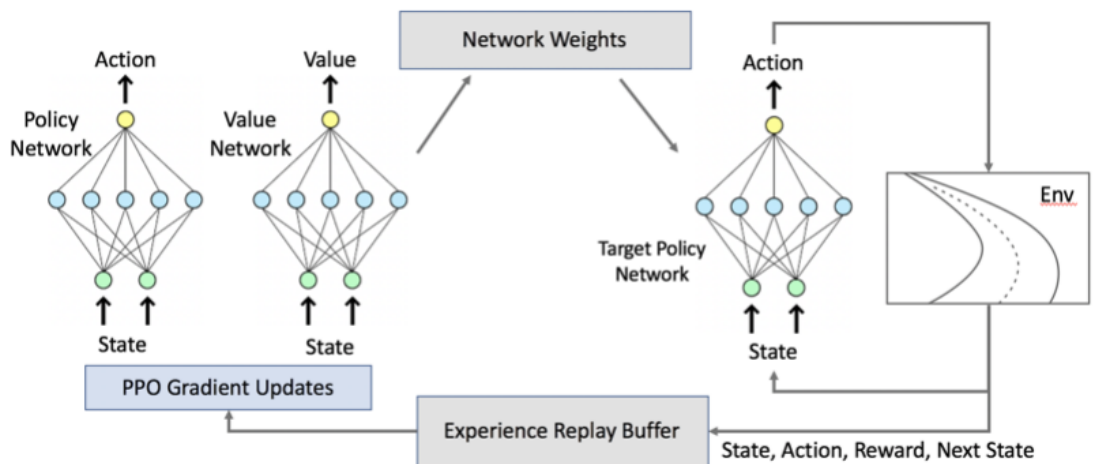 Network Weights
Action
Value
Action
Policy
Network
Value
Network
Env
Target Policy
Network
State
State
State
PPO Gradient Updates
Experience Replay Buffer
State, Action, Reward, Next State